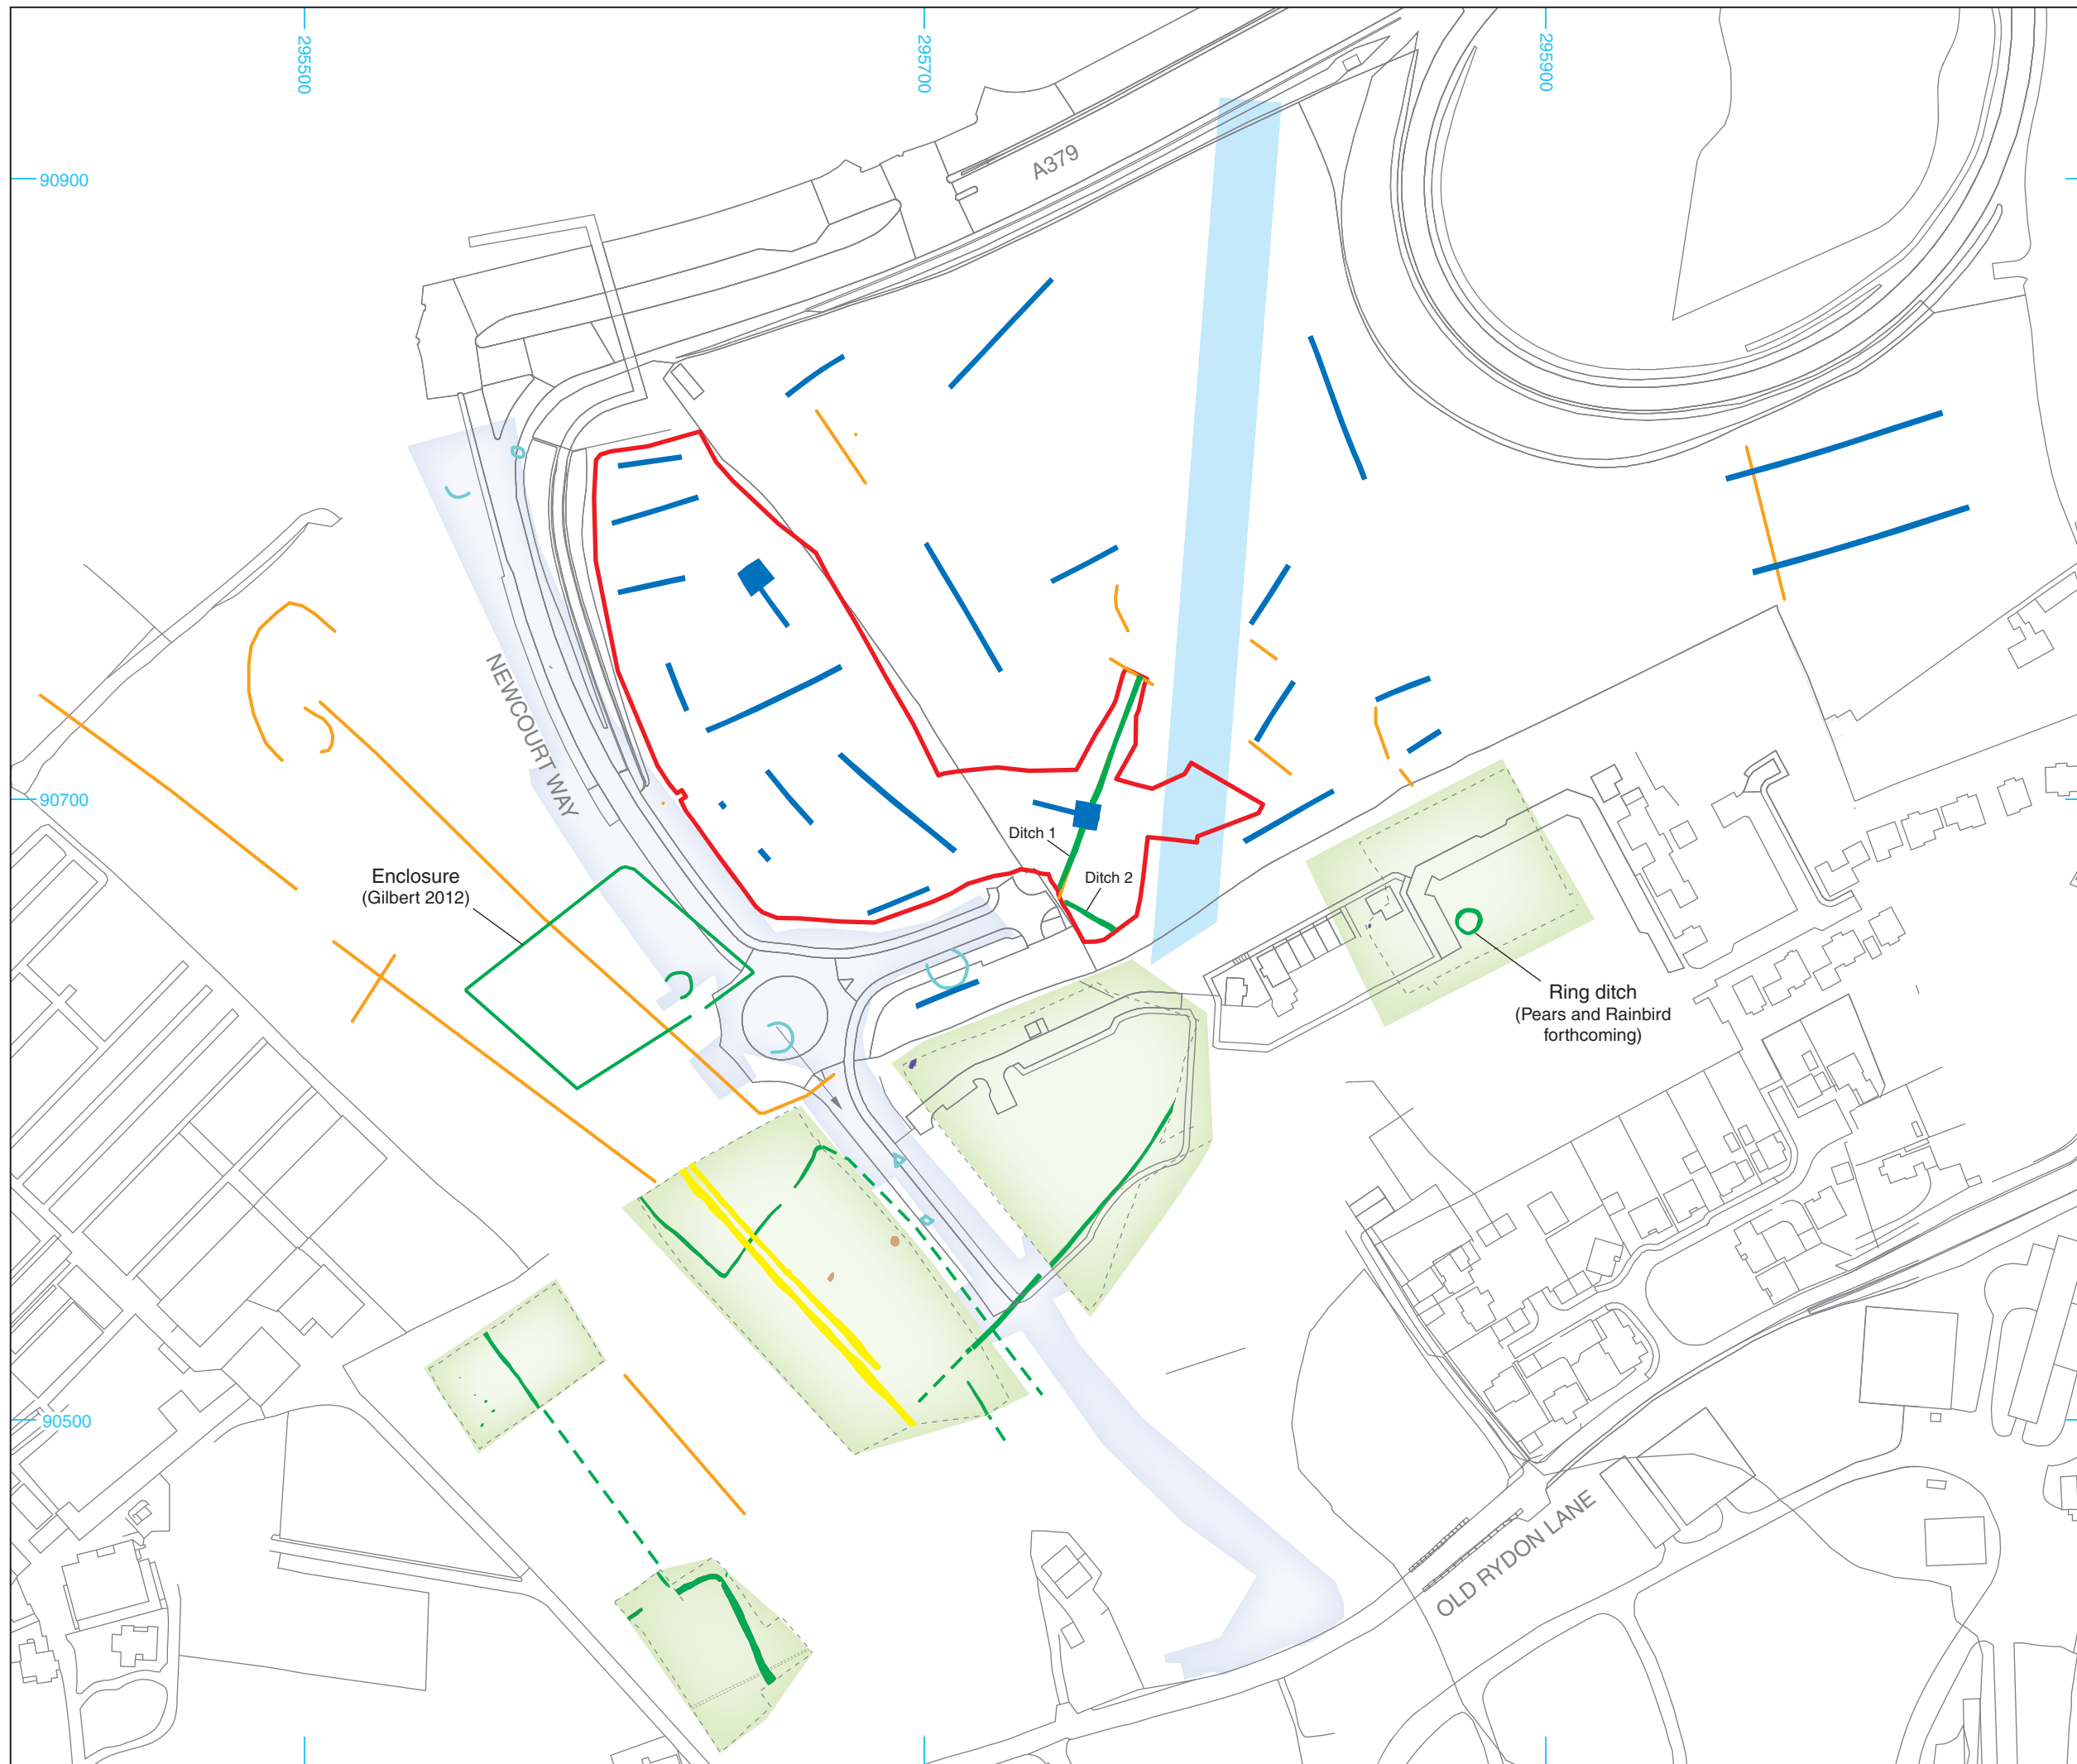 295500
295700
295900
A379
90900
NEWCOURT WAY
90700
Ditch 1
Enclosure
(Gilbert 2012)
Ditch 2
Ring ditch
(Pears and Rainbird
forthcoming)
90500
OLD RYDON LANE